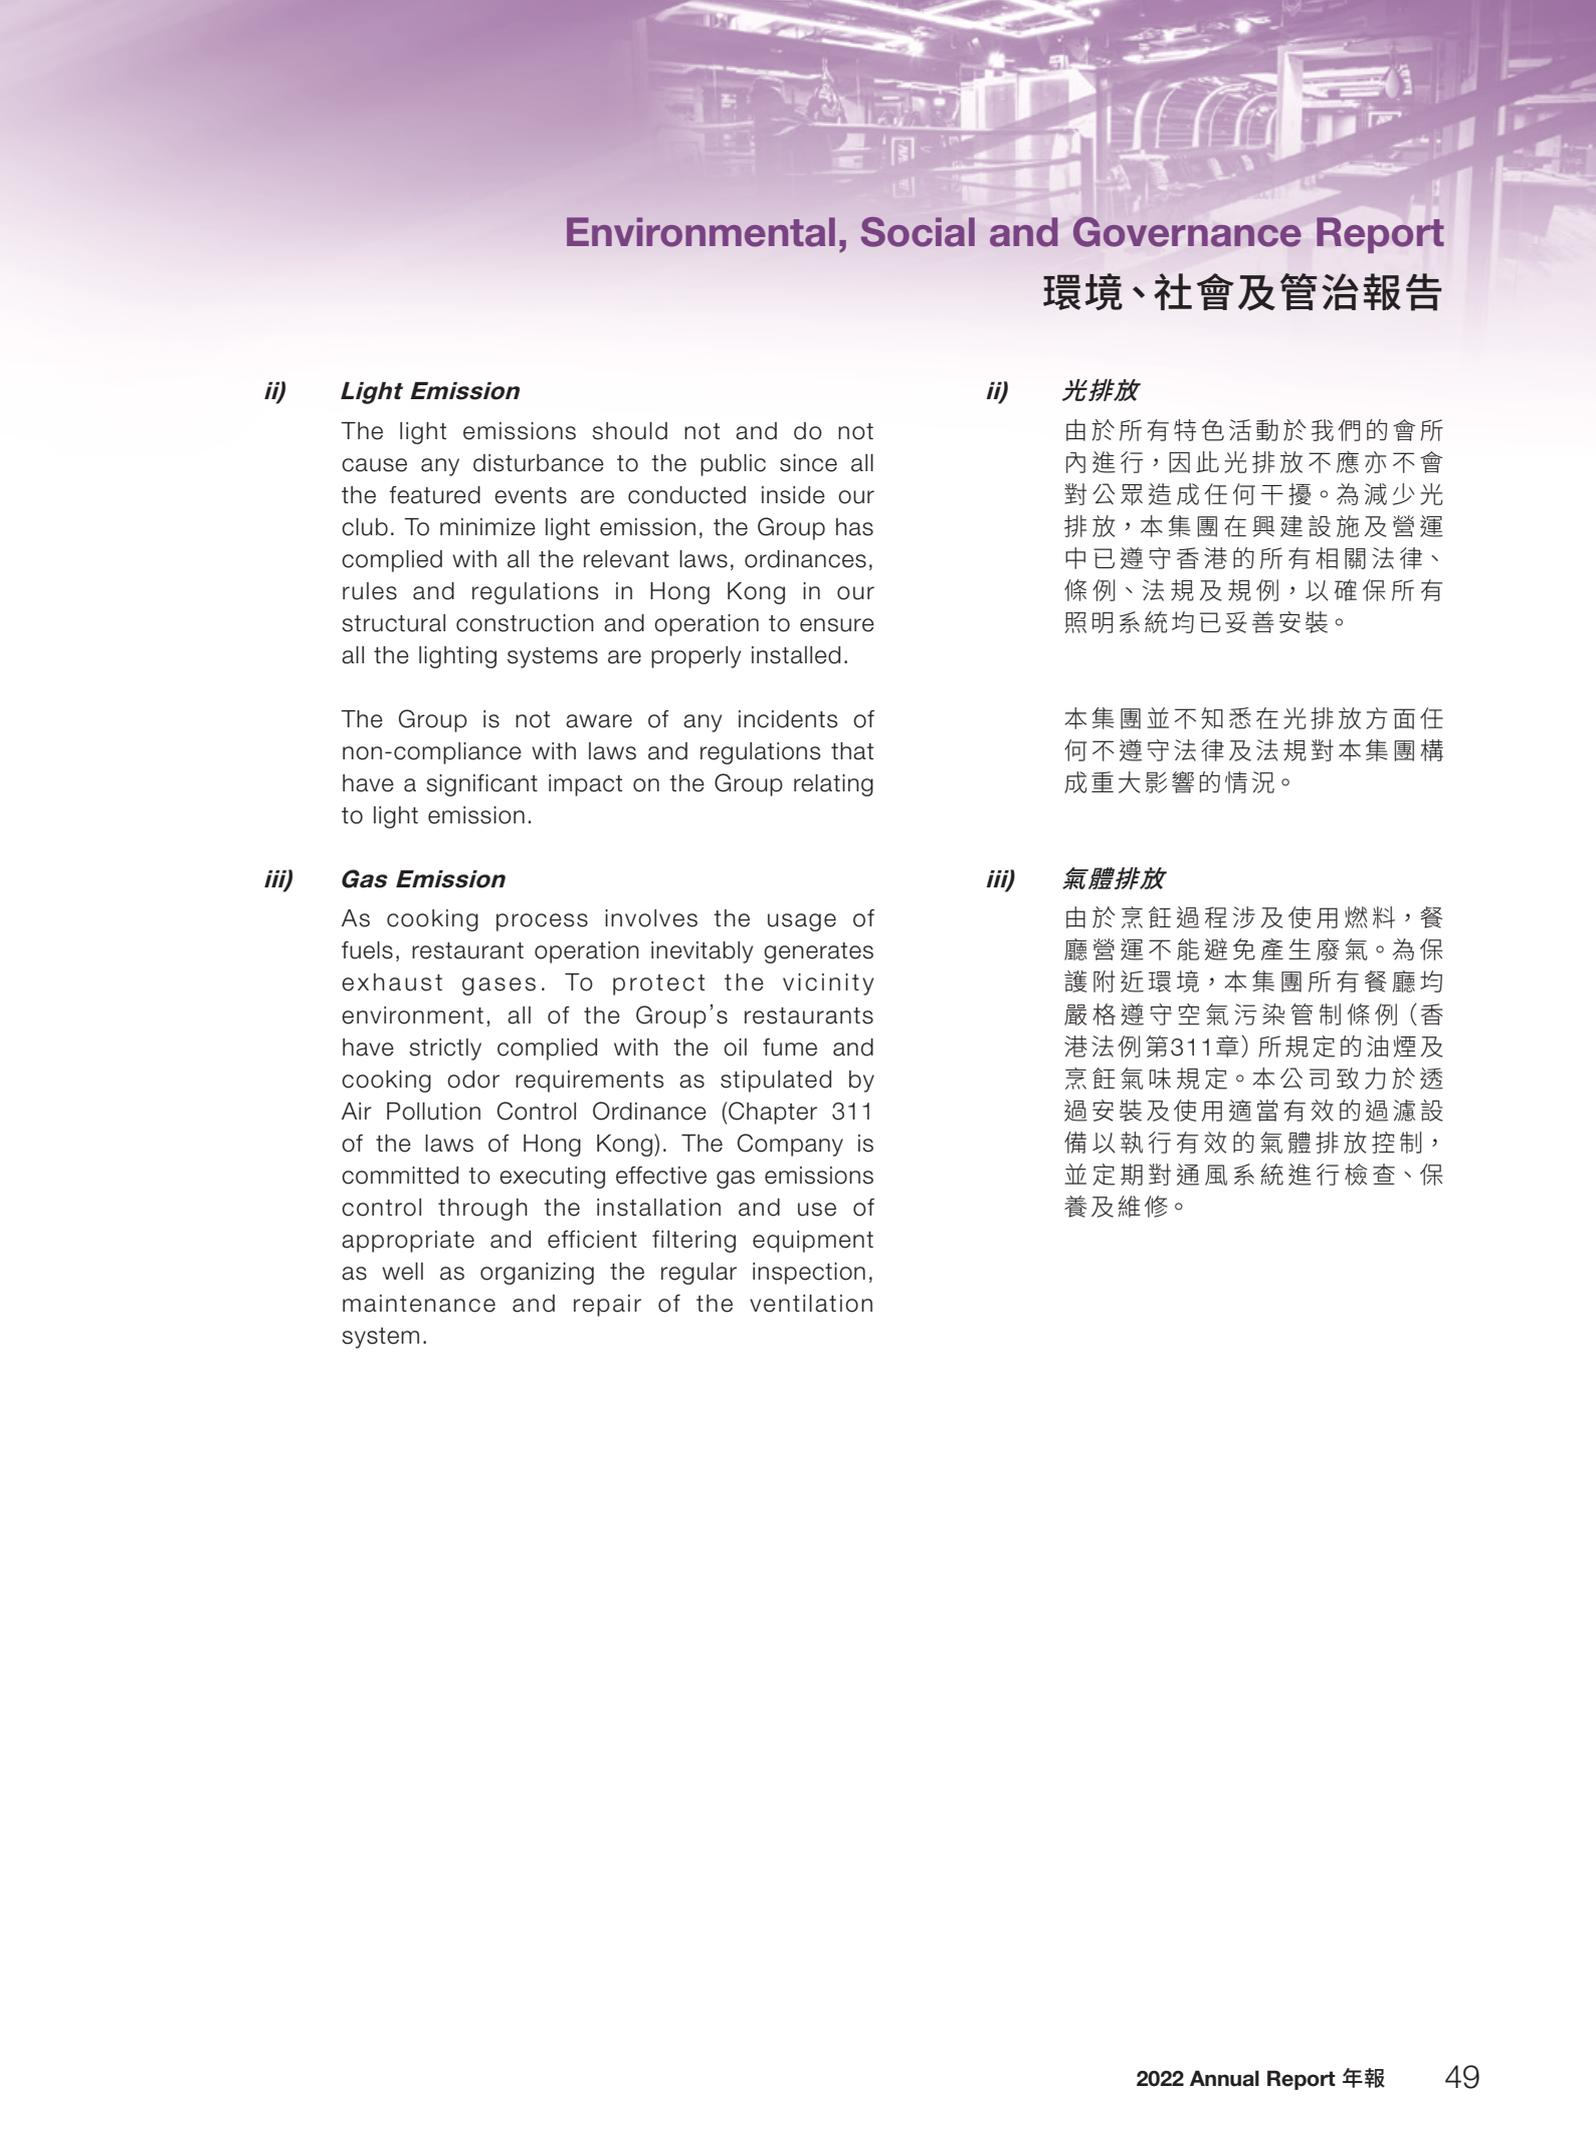 Environmental, Social and Governance Report
環境、社會及管治報告
ii) Light Emission
The light emissions should not and do not
cause any disturbance to the public since all
the featured events are conducted inside our
club. To minimize light emission, the Group has
complied with all the relevant laws, ordinances,
rules and regulations in Hong Kong in our
structural construction and operation to ensure
all the lighting systems are properly installed.
The Group is not aware of any incidents of
non-compliance with laws and regulations that
have a significant impact on the Group relating
to light emission.
iii) Gas Emission
As cooking process involves the usage of
fuels, restaurant operation inevitably generates
exhaust gases. To protect the vicinity
environment, all of the Group's restaurants
have strictly complied with the oil fume and
cooking odor requirements as stipulated by
Air Pollution Control Ordinance (Chapter 311
of the laws of Hong Kong). The Company is
committed to executing effective gas emissions
control through the installation and use of
appropriate and efficient filtering equipment
as well as organizing the regular inspection,
maintenance and repair of the ventilation
system.
ii) 光排放
由於所有特色活動於我們的會所
內進行，因此光排放不應亦不會
對公眾造成任何干擾。為減少光
排放，本集團在興建設施及營運
中已遵守香港的所有相關法律、
條例、法規及規例，以確保所有
照明系統均已妥善安裝。
本集團並不知悉在光排放方面任
何不遵守法律及法規對本集團構
成重大影響的情況。
iii) 氣體排放
由於烹飪過程涉及使用燃料，餐
廳營運不能避免產生廢氣。為保
護附近環境，本集團所有餐廳均
嚴格遵守空氣污染管制條例（香
港法例第311章）所規定的油煙及
烹飪氣味規定。本公司致力於透
過安裝及使用適當有效的過濾設
備以執行有效的氣體排放控制，
並定期對通風系統進行檢查、保
養及維修。
2022 Annual Report 年報 49